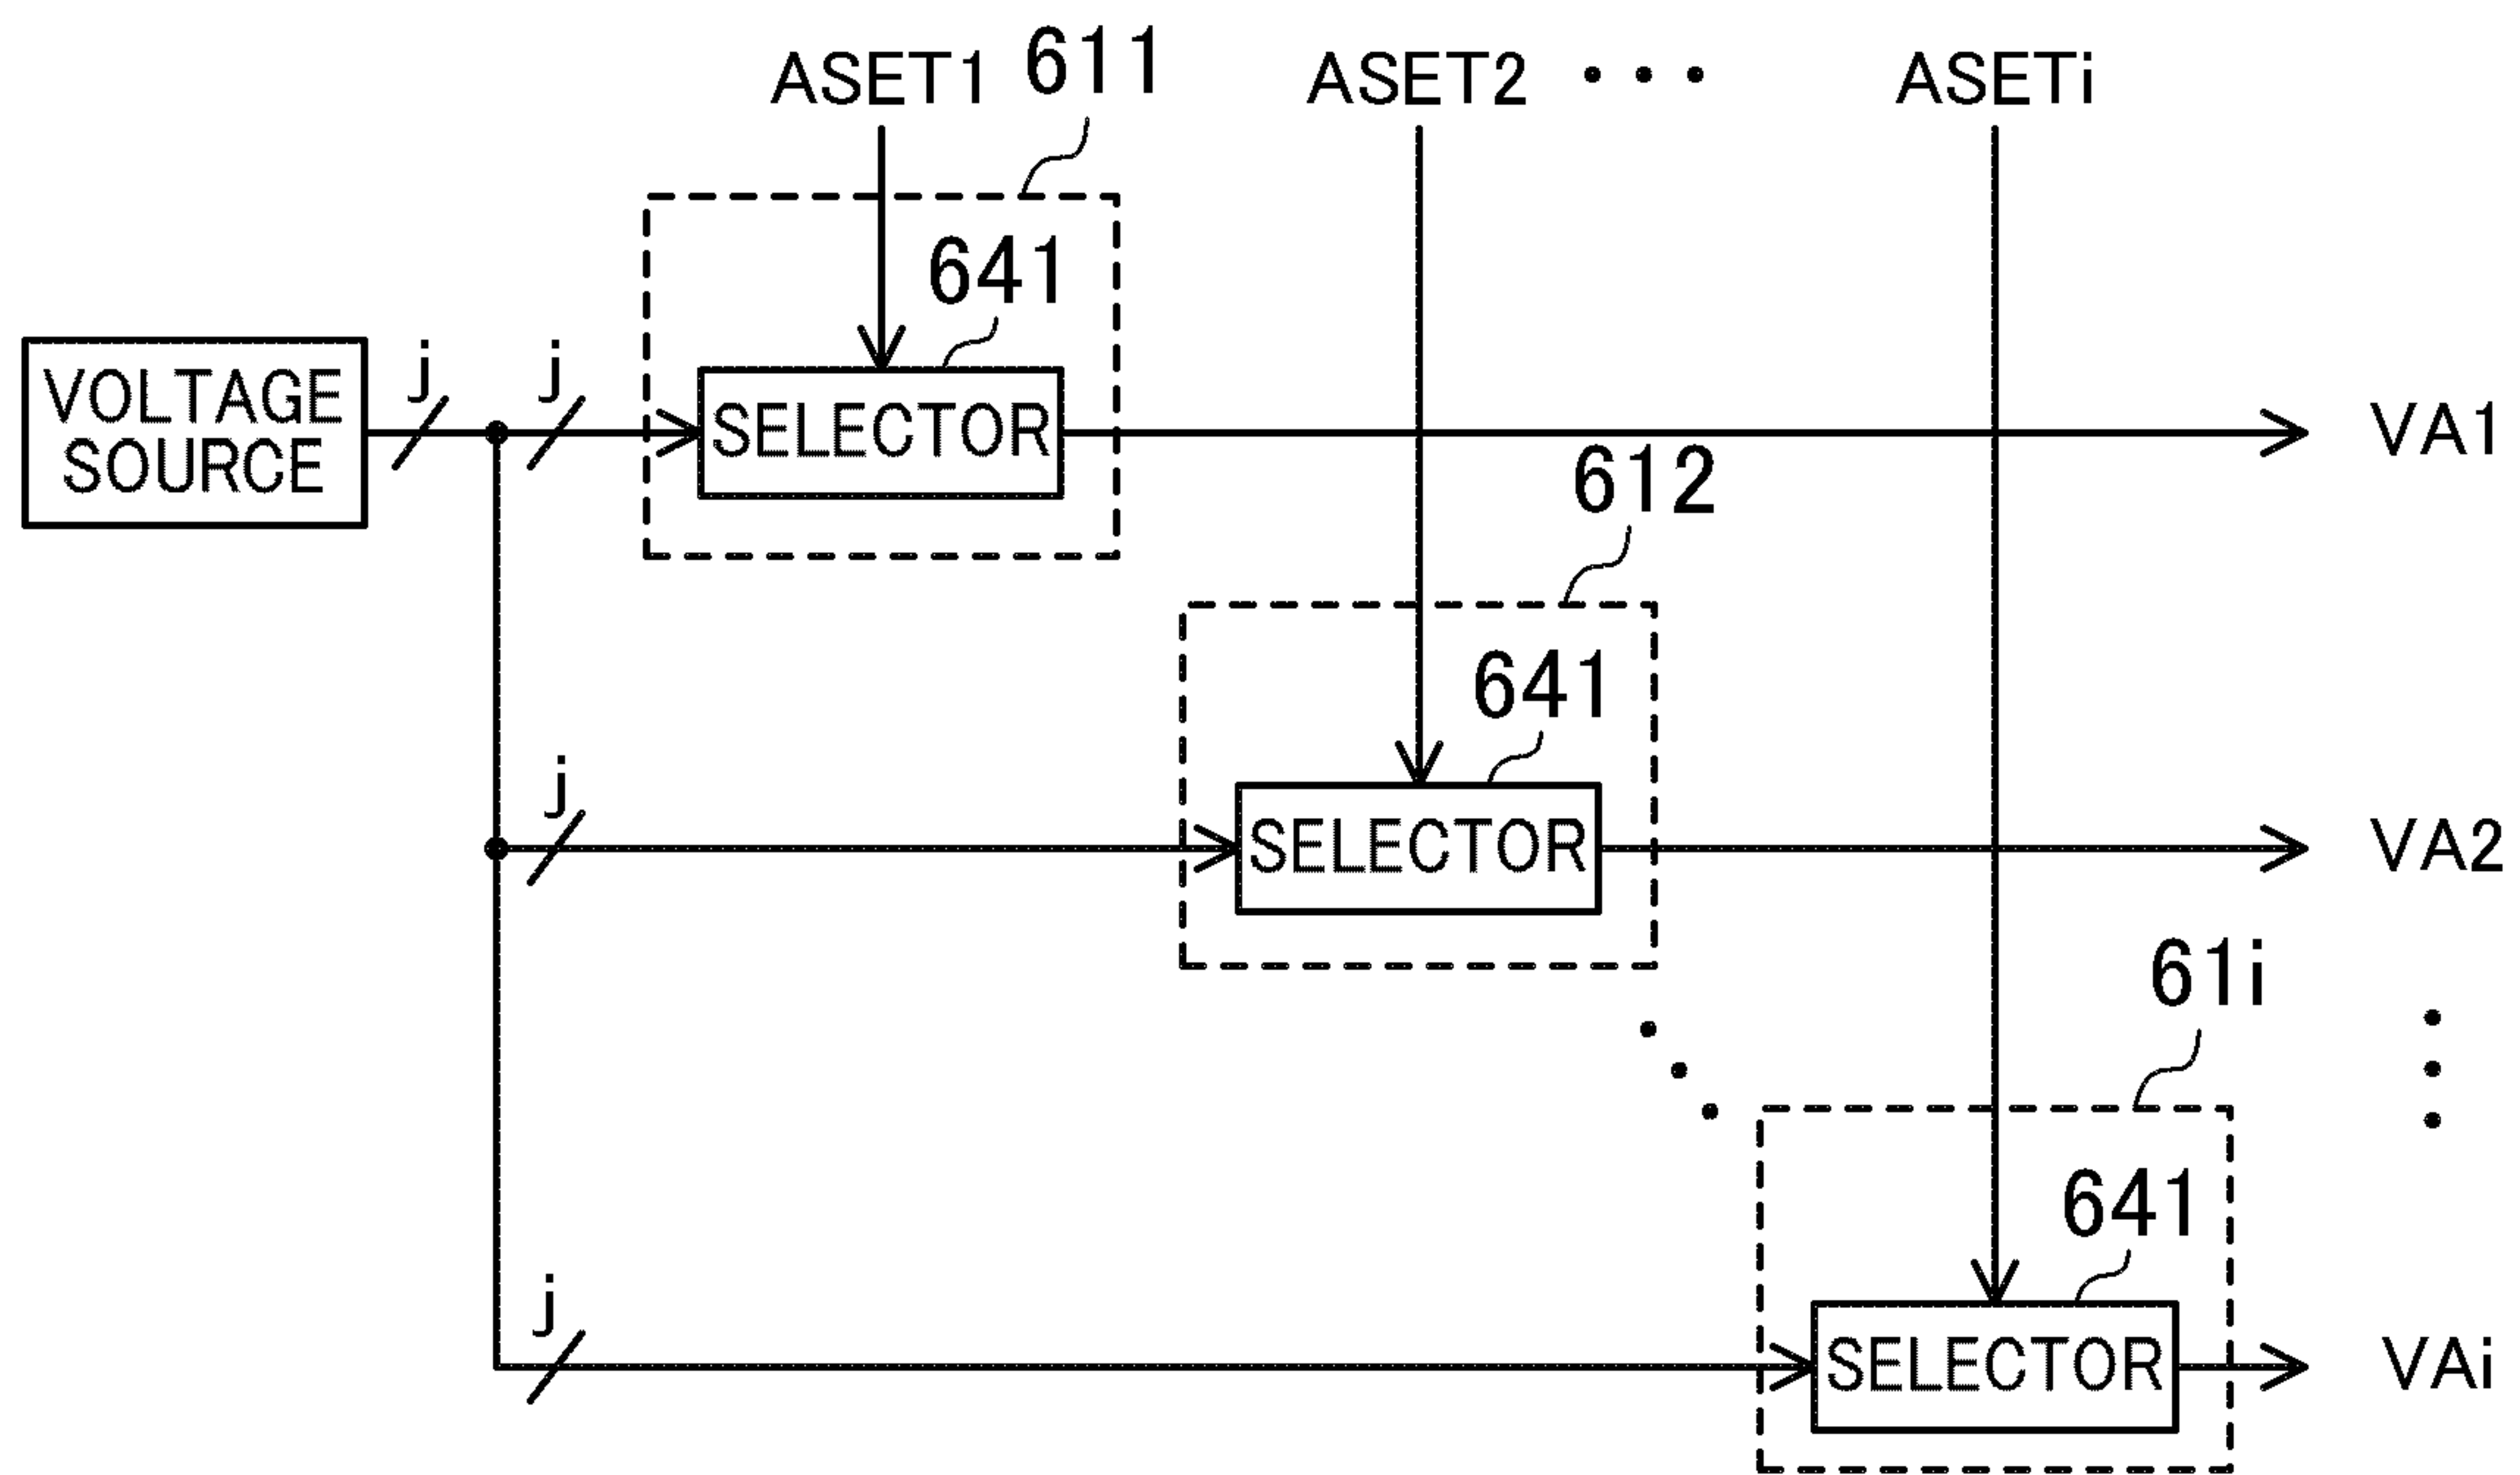 ASET1
611
ASET2 • • •
ASETi
641
VOLTAGE
SOURCE
j
j
SELECTOR
VA1
612
641
j
SELECTOR
VA2
61i
641
j
SELECTOR
VAi